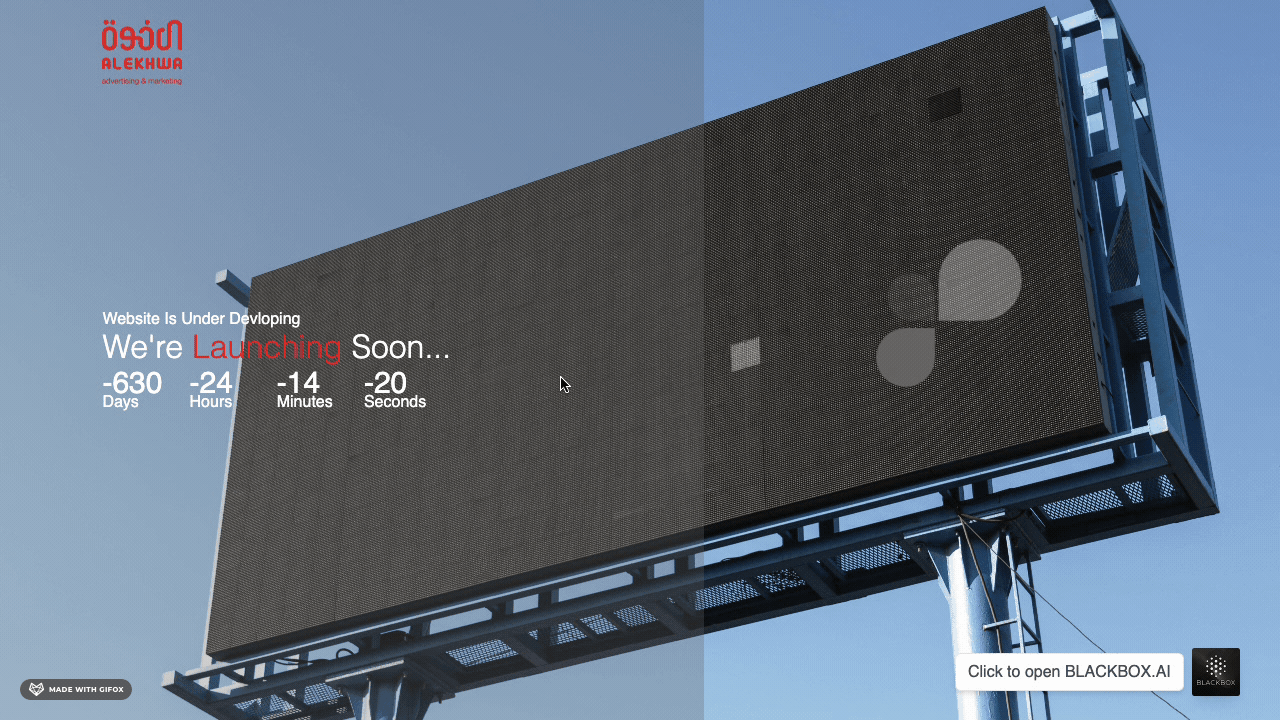 الإخوة
ALEKHWA
advertising & marketing
Website Is Under Devloping
We're Launching Soon...
-630 -24 -14 -20
Days Hours Minutes Seconds
MADE WITH GIFOX
Click to open BLACKBOX.AI
BLACKBOX